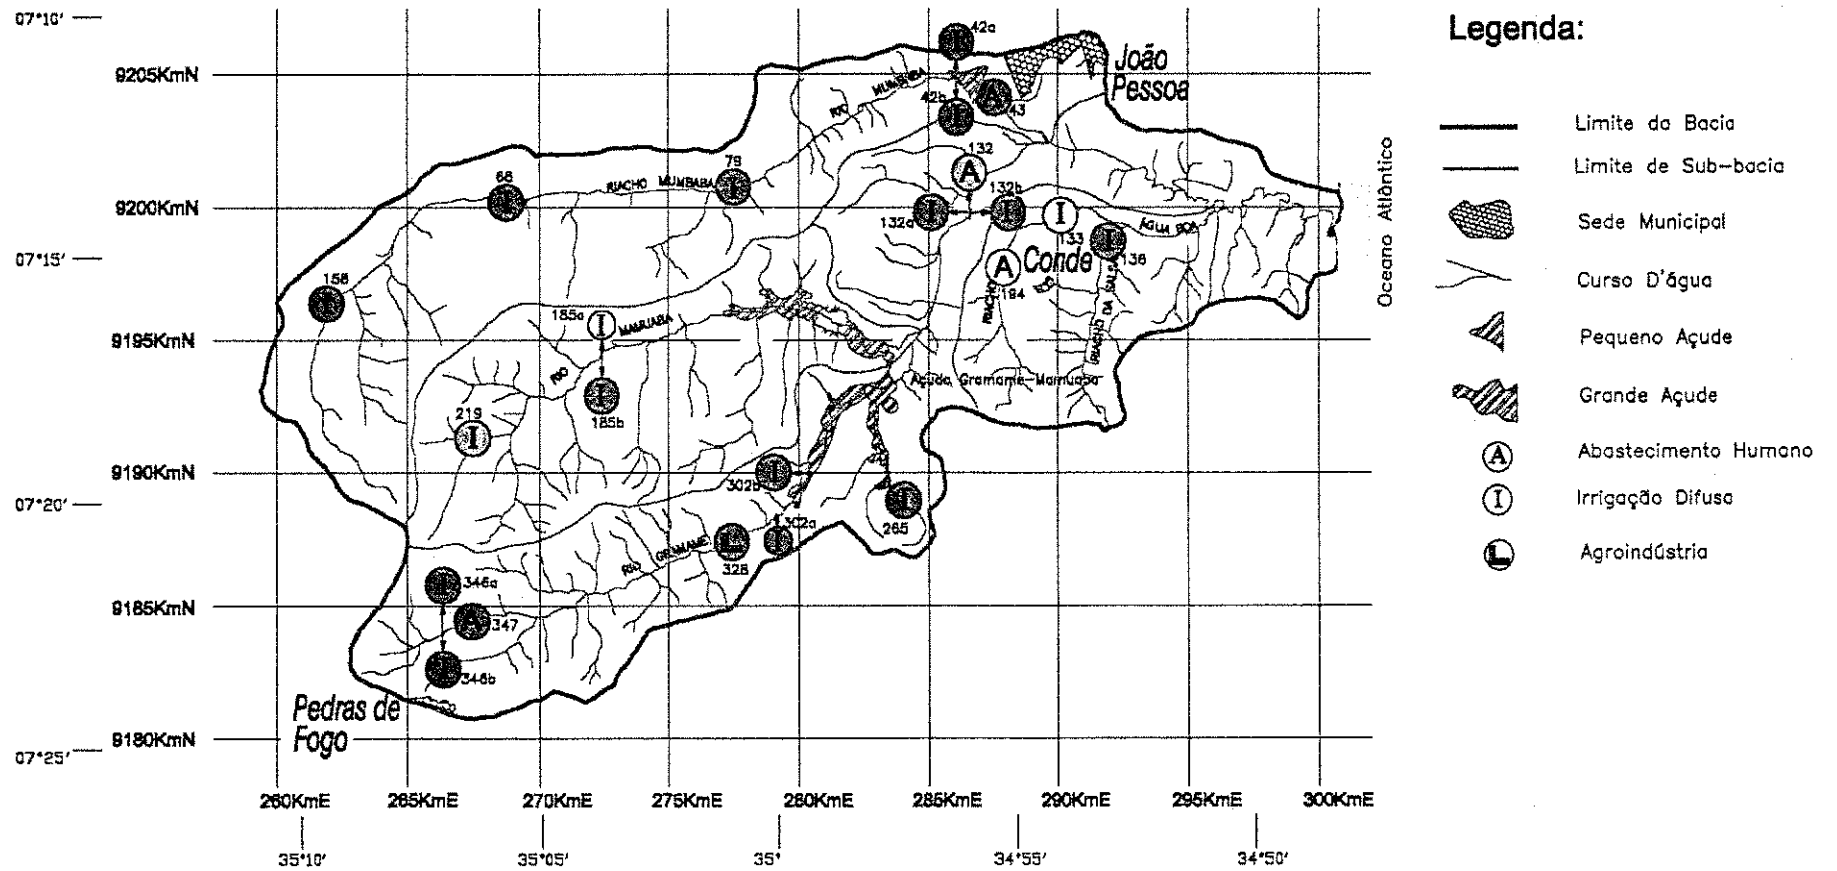 07°10'
9205KmN
9200KmN
07°15'
9195KmN
9190KmN
07°20'
9185KmN
9180KmN
07°25'
260KmE
265KmE
270KmE
275KmE
280KmE
285KmE
290KmE
295KmE
300KmE
35°10'
35°05'
35°
34°55'
34°50'
42a
João
Pessoa
RIO MUMBABA
42b
A
43
132
A
79
I
RIACHO MUMBABA
68
I
132a
I
132b
I
I
133
ÁGUA BOA
I
136
Conde
A
194
RIACHO
RIACHO DA SALSA
Oceano Atlântico
158
I
185a
I
RIO MAMUABA
I
185b
219
I
Açude Gramame-Mamuaba
302b
I
302a
I
265
I
328
L
RIO GRAMAME
346a
I
A
347
346b
Pedras de
Fogo
Legenda:
Limite da Bacia
Limite de Sub-bacia
Sede Municipal
Curso D'água
Pequeno Açude
Grande Açude
A Abastecimento Humano
I Irrigação Difusa
L Agroindústria